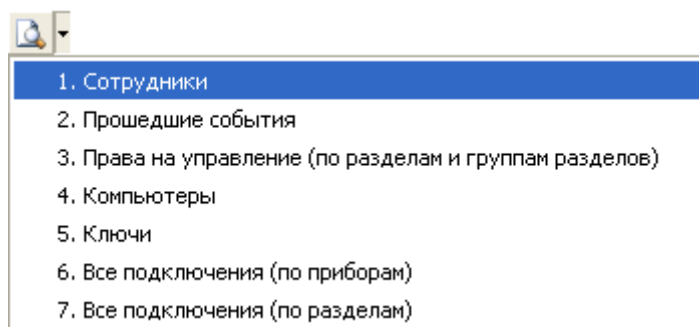 1. Сотрудники
2. Прошедшие события
3. Права на управление (по разделам и группам разделов)
4. Компьютеры
5. Ключи
6. Все подключения (по приборам)
7. Все подключения (по разделам)